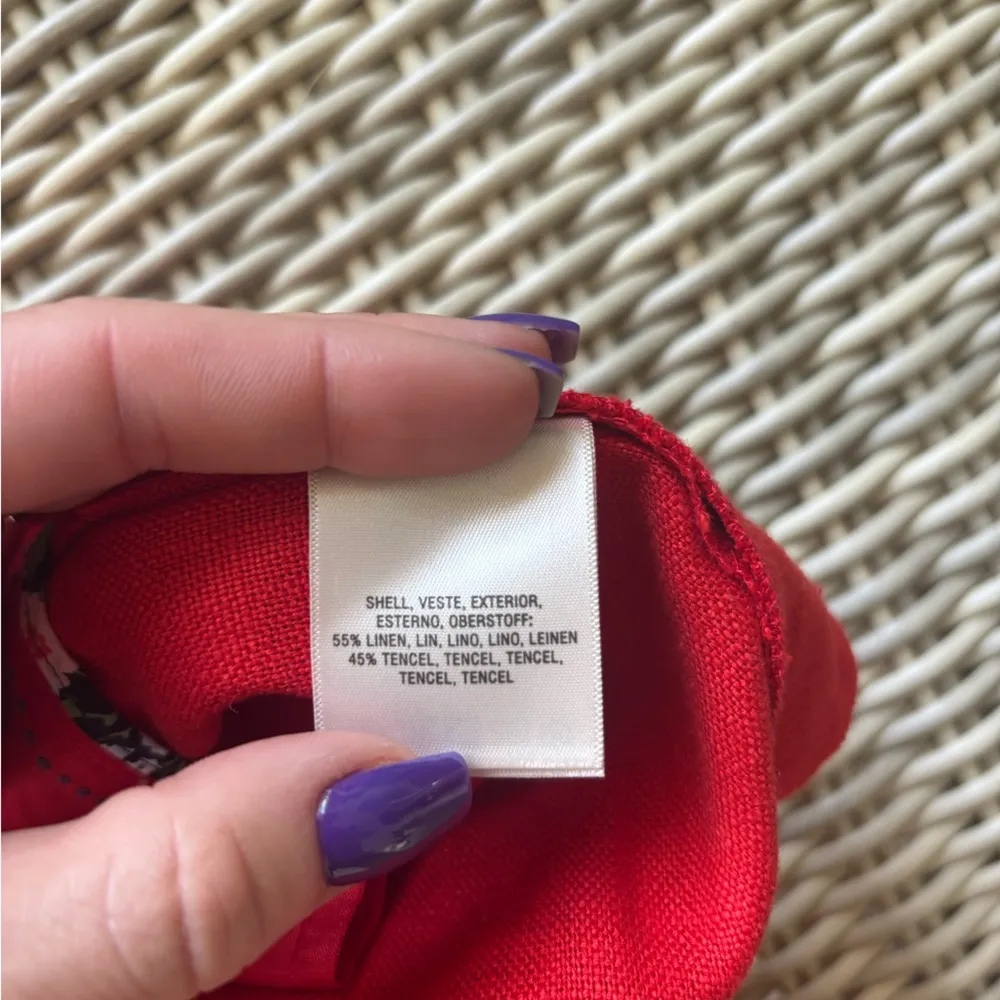 SHELL, VESTE, EXTERIOR,
ESTERNO, OBERSTOFF:
55% LINEN, LIN, LINO, LINO, LEINEN
45% TENCEL, TENCEL, TENCEL,
TENCEL, TENCEL